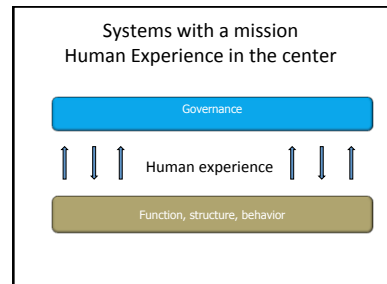 Systems with a mission
Human Experience in the center
Governance
Human experience
Function, structure, behavior